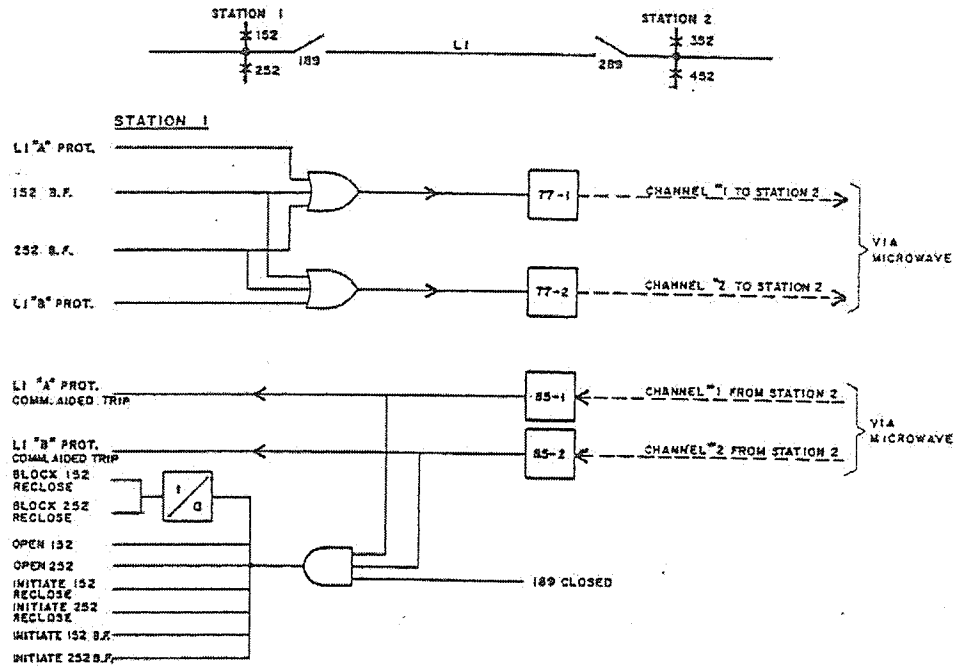 STATION 1
STATION 2
152
352
L1
189
289
252
452
STATION 1
L1 "A" PROT.
152 B.F.
77-1
CHANNEL #1 TO STATION 2
252 B.F.
VIA
MICROWAVE
L1 "B" PROT.
77-2
CHANNEL #2 TO STATION 2
L1 "A" PROT.
COMM. AIDED TRIP
85-1
CHANNEL #1 FROM STATION 2
VIA
MICROWAVE
L1 "B" PROT.
COMM. AIDED TRIP
85-2
CHANNEL #2 FROM STATION 2
BLOCK 152
RECLOSE
BLOCK 252
RECLOSE
OPEN 152
OPEN 252
189 CLOSED
INITIATE 152
RECLOSE
INITIATE 252
RECLOSE
INITIATE 152 B.F.
INITIATE 252 B.F.